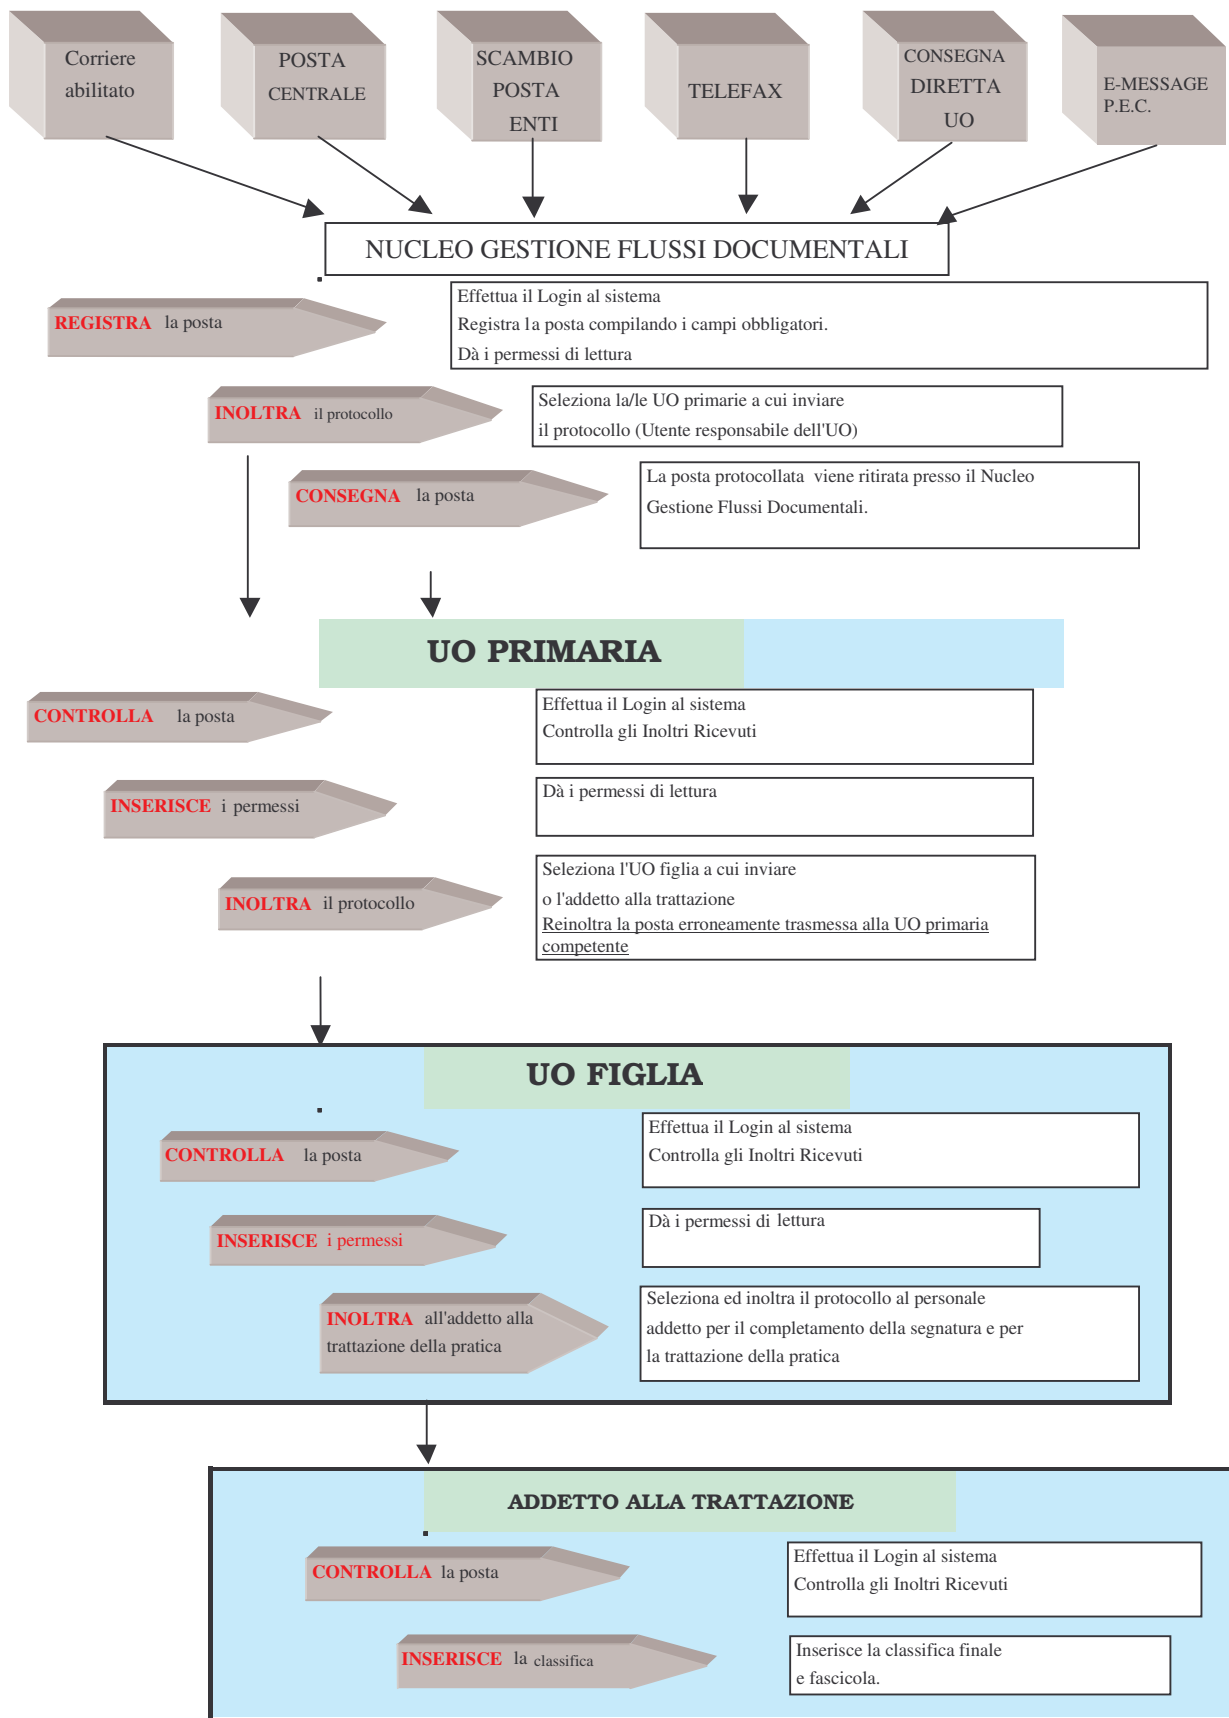 Corriere
abilitato
POSTA
CENTRALE
SCAMBIO
POSTA
ENTI
TELEFAX
CONSEGNA
DIRETTA
UO
E-MESSAGE
P.E.C.
NUCLEO GESTIONE FLUSSI DOCUMENTALI
REGISTRA la posta
Effettua il Login al sistema
Registra la posta compilando i campi obbligatori.
Dà i permessi di lettura
INOLTRA il protocollo
Seleziona la/le UO primarie a cui inviare
il protocollo (Utente responsabile dell'UO)
CONSEGNA la posta
La posta protocollata viene ritirata presso il Nucleo
Gestione Flussi Documentali.
UO PRIMARIA
CONTROLLA la posta
Effettua il Login al sistema
Controlla gli Inoltri Ricevuti
INSERISCE i permessi
Dà i permessi di lettura
INOLTRA il protocollo
Seleziona l'UO figlia a cui inviare
o l'addetto alla trattazione
Reinoltra la posta erroneamente trasmessa alla UO primaria
competente
UO FIGLIA
CONTROLLA la posta
Effettua il Login al sistema
Controlla gli Inoltri Ricevuti
INSERISCE i permessi
Dà i permessi di lettura
INOLTRA all'addetto alla
trattazione della pratica
Seleziona ed inoltra il protocollo al personale
addetto per il completamento della segnatura e per
la trattazione della pratica
ADDETTO ALLA TRATTAZIONE
CONTROLLA la posta
Effettua il Login al sistema
Controlla gli Inoltri Ricevuti
INSERISCE la classifica
Inserisce la classifica finale
e fascicola.